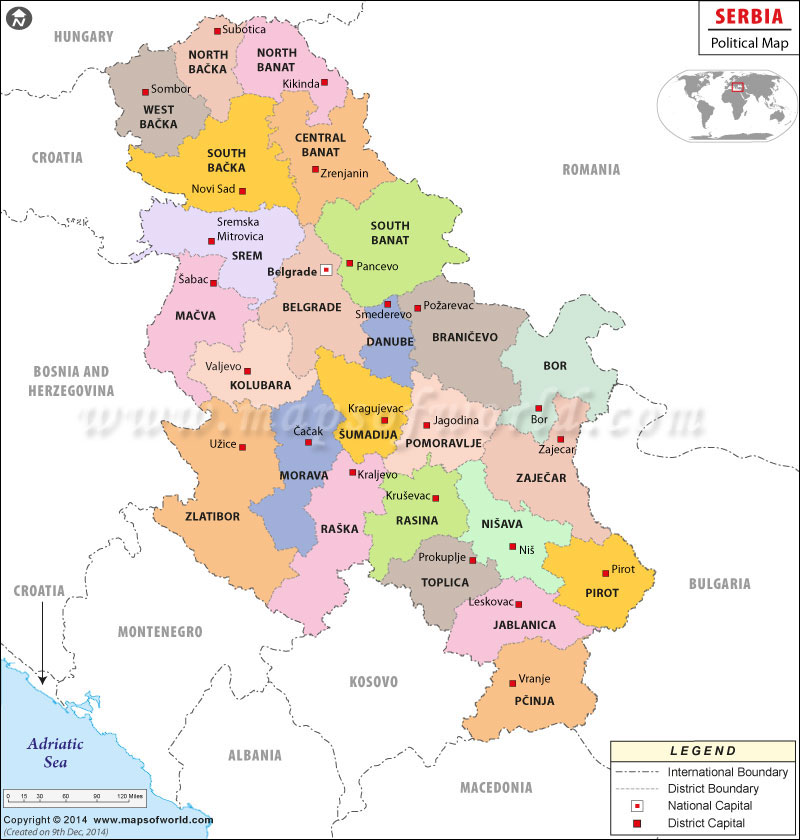 N
SERBIA
Political Map
HUNGARY
Subotica
NORTH
BAČKA
NORTH
BANAT
Kikinda
Sombor
WEST
BAČKA
CROATIA
SOUTH
BAČKA
CENTRAL
BANAT
Zrenjanin
Novi Sad
ROMANIA
Sremska
Mitrovica
SREM
SOUTH
BANAT
Pancevo
Belgrade
Šabac
MAČVA
BELGRADE
Smederevo
Požarevac
DANUBE
BRANIČEVO
BOR
BOSNIA AND
HERZEGOVINA
Valjevo
KOLUBARA
www.mapsofworld.com
Kragujevac
ŠUMADIJA
Jagodina
POMORAVLJE
Bor
Zajecar
ZAJEČAR
Užice
Čačak
MORAVA
Kraljevo
Kruševac
RASINA
ZLATIBOR
RAŠKA
NIŠAVA
Niš
Prokuplje
TOPLICA
Pirot
PIROT
BULGARIA
Leskovac
JABLANICA
CROATIA
MONTENEGRO
KOSOVO
Vranje
PČINJA
Adriatic
Sea
ALBANIA
MACEDONIA
LEGEND
International Boundary
District Boundary
National Capital
District Capital
0 15 30 60 90 120 Miles
Copyright © 2014 www.mapsofworld.com
(Created on 9th Dec, 2014)